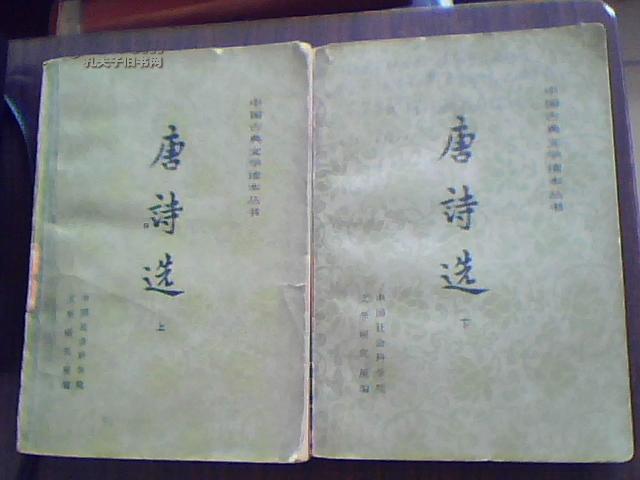 孔夫子旧书网
中国古典文学读本丛书
唐诗选
上
中国社会科学院
文学研究所编
中国古典文学读本丛书
唐诗选
下
中国社会科学院
文学研究所编